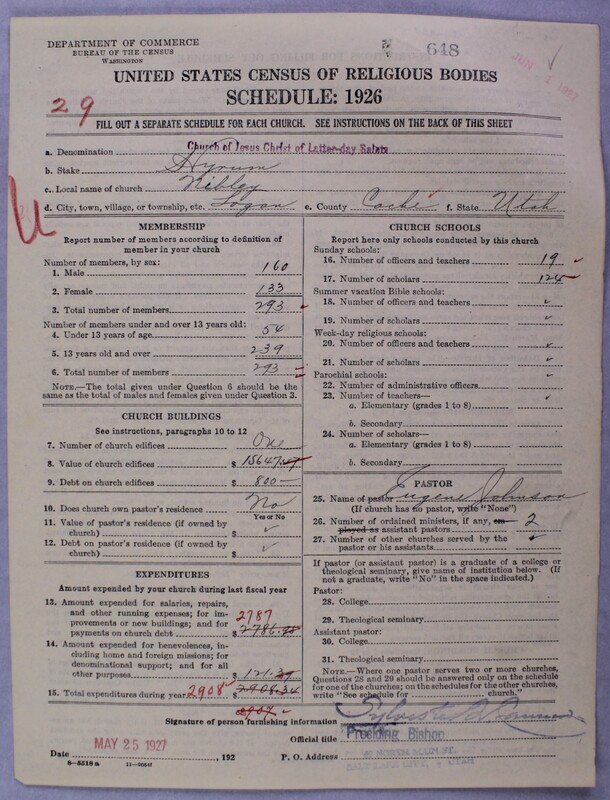 DEPARTMENT OF COMMERCE
BUREAU OF THE CENSUS
WASHINGTON
648
JUN 1 1927
UNITED STATES CENSUS OF RELIGIOUS BODIES
SCHEDULE: 1926
29
FILL OUT A SEPARATE SCHEDULE FOR EACH CHURCH. SEE INSTRUCTIONS ON THE BACK OF THIS SHEET
a. Denomination Church of Jesus Christ of Latter-day Saints
b. Stake Hyrum
c. Local name of church Nibley
d. City, town, village, or township, etc. Logan e. County Cache f. State Utah
MEMBERSHIP
Report number of members according to definition of member in your church
Number of members, by sex:
1. Male 160
2. Female 133
3. Total number of members 293
Number of members under and over 13 years old:
4. Under 13 years of age 54
5. 13 years old and over 239
6. Total number of members 293
NOTE.—The total given under Question 6 should be the same as the total of males and females given under Question 3.
CHURCH BUILDINGS
See instructions, paragraphs 10 to 12
7. Number of church edifices One
8. Value of church edifices $ 15647
9. Debt on church edifices $ 800—
10. Does church own pastor's residence No
Yes or No
11. Value of pastor's residence (if owned by church) $
12. Debt on pastor's residence (if owned by church) $
EXPENDITURES
Amount expended by your church during last fiscal year
13. Amount expended for salaries, repairs, and other running expenses; for improvements or new buildings; and for payments on church debt $ 2787
14. Amount expended for benevolences, including home and foreign missions; for denominational support; and for all other purposes $ 121
15. Total expenditures during year 2908 $ 2908.34
CHURCH SCHOOLS
Report here only schools conducted by this church
Sunday schools:
16. Number of officers and teachers 19
17. Number of scholars 124
Summer vacation Bible schools:
18. Number of officers and teachers
19. Number of scholars
Week-day religious schools:
20. Number of officers and teachers
21. Number of scholars
Parochial schools:
22. Number of administrative officers
23. Number of teachers—
a. Elementary (grades 1 to 8)
b. Secondary
24. Number of scholars—
a. Elementary (grades 1 to 8)
b. Secondary
PASTOR
25. Name of pastor Eugene Johnson
(If church has no pastor, write "None")
26. Number of ordained ministers, if any, employed as assistant pastors 2
27. Number of other churches served by the pastor or his assistants
If pastor (or assistant pastor) is a graduate of a college or theological seminary, give name of institution below. (If not a graduate, write "No" in the space indicated.)
Pastor:
28. College
29. Theological seminary
Assistant pastor:
30. College
31. Theological seminary
NOTE.—Where one pastor serves two or more churches, Questions 28 and 29 should be answered only on the schedule for one of the churches; on the schedules for the other churches, write "See schedule for church."
Signature of person furnishing information
Official title Presiding Bishop
Date MAY 25 1927, 192 P. O. Address
8-5518a